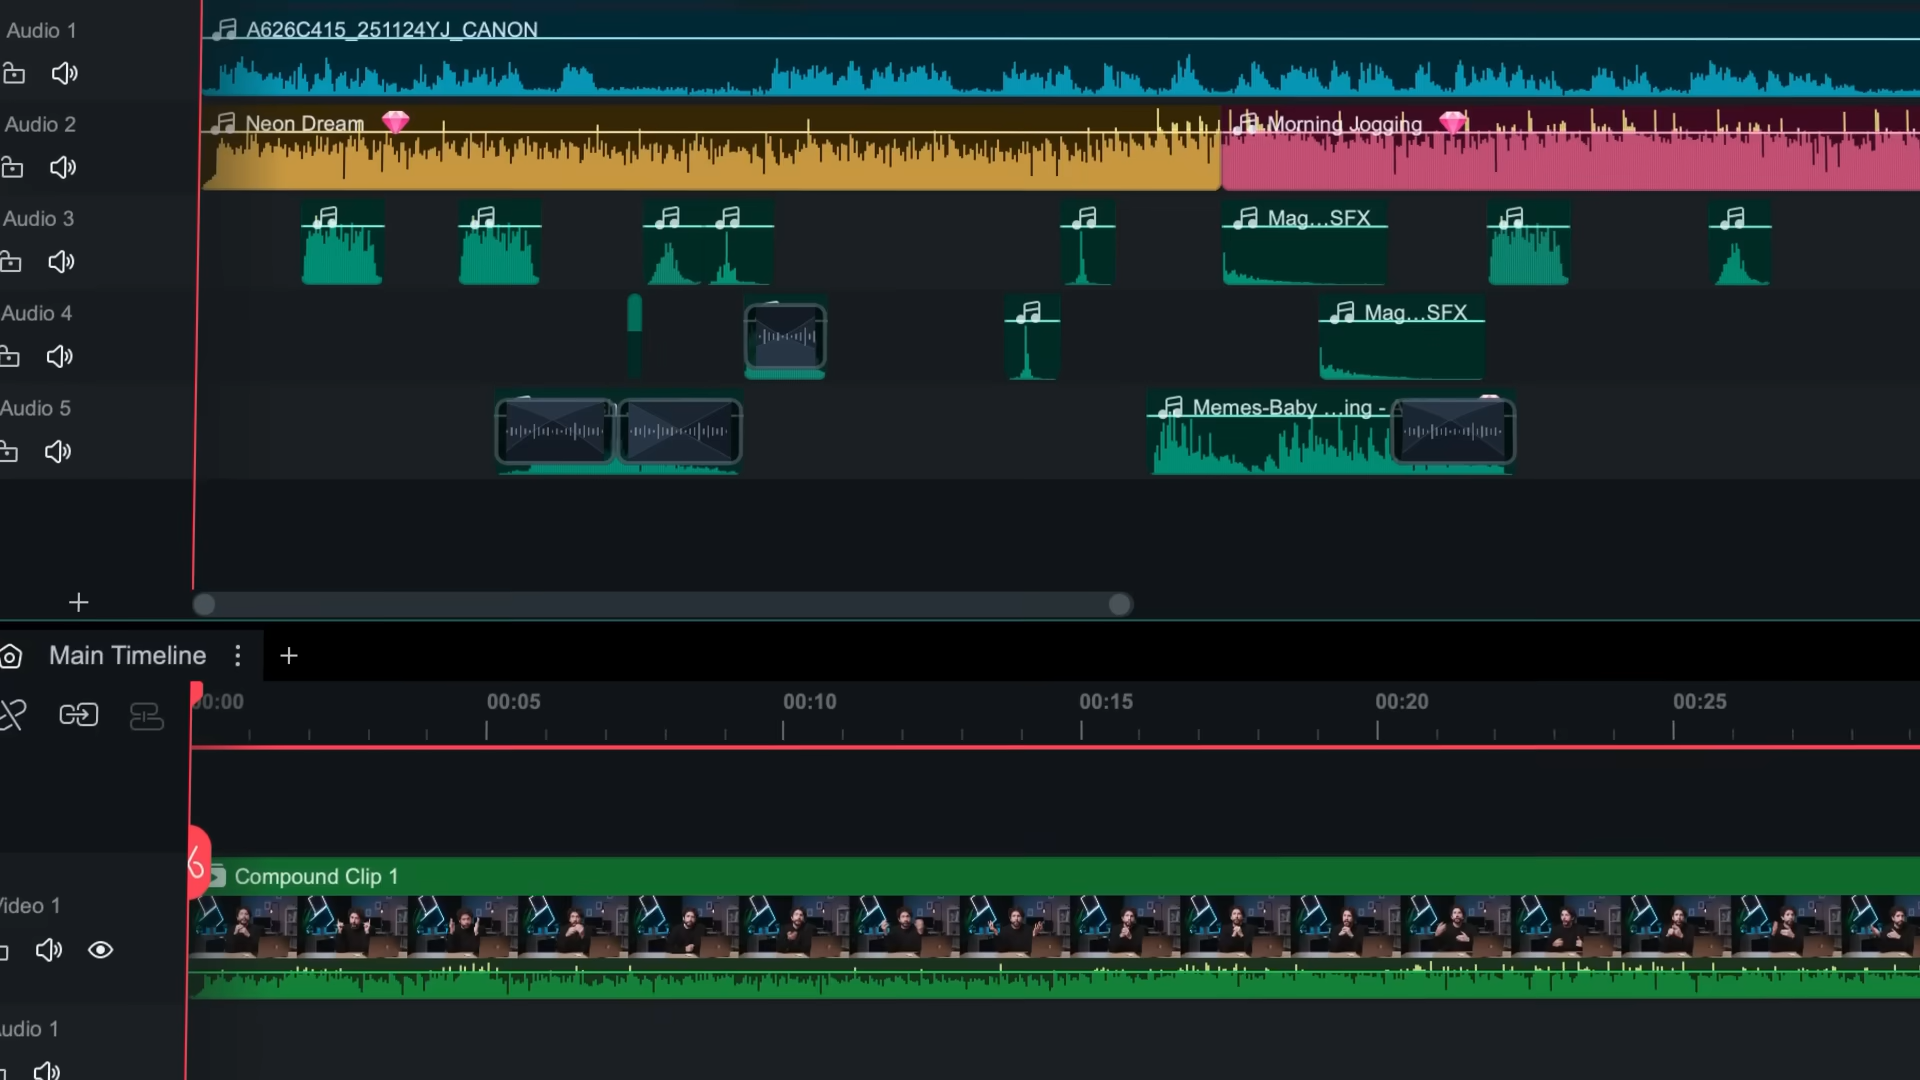 Audio 1
A626C415_251124YJ_CANON
Audio 2
Neon Dream
Morning Jogging
Audio 3
Mag...SFX
Audio 4
Mag...SFX
Audio 5
Memes-Baby ...ing -
Main Timeline
00:00
00:05
00:10
00:15
00:20
00:25
Compound Clip 1
Video 1
Audio 1